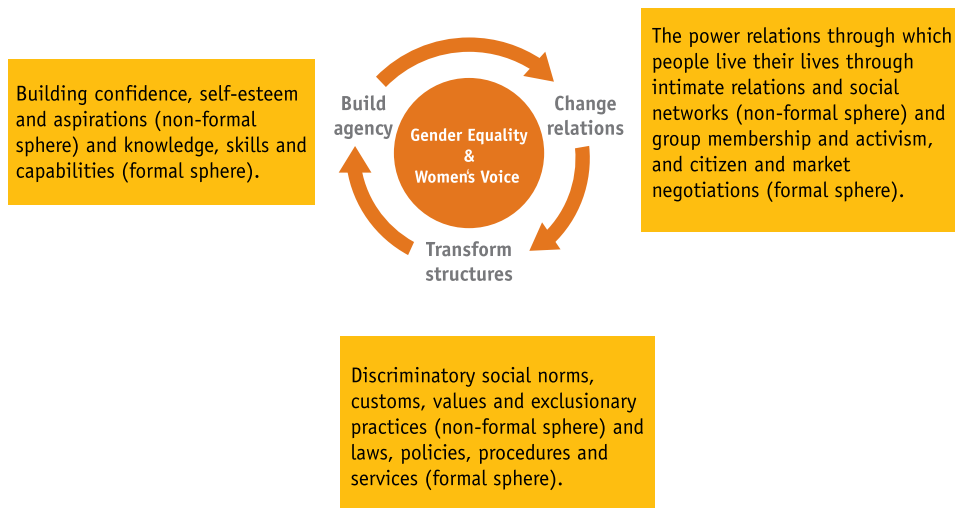 Building confidence, self-esteem
and aspirations (non-formal
sphere) and knowledge, skills and
capabilities (formal sphere).
Build
agency
Gender Equality
&
Women's Voice
Change
relations
Transform
structures
The power relations through which
people live their lives through
intimate relations and social
networks (non-formal sphere) and
group membership and activism,
and citizen and market
negotiations (formal sphere).
Discriminatory social norms,
customs, values and exclusionary
practices (non-formal sphere) and
laws, policies, procedures and
services (formal sphere).